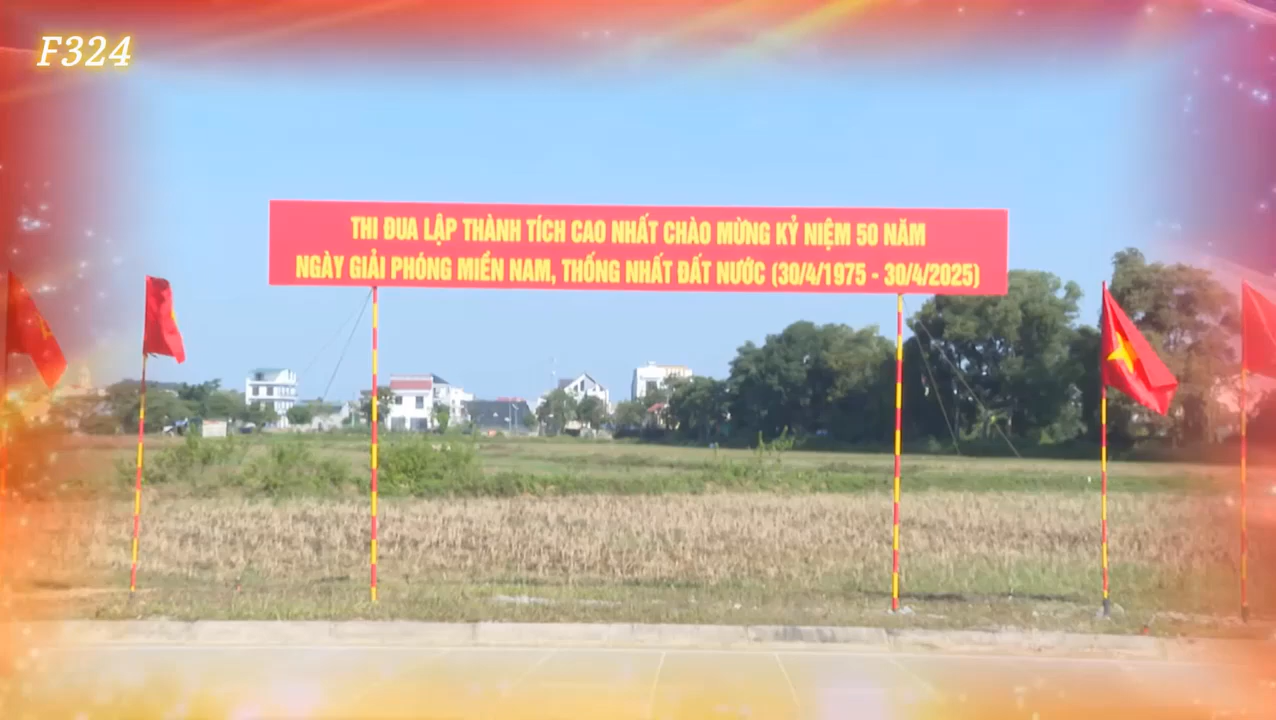 F324
THI ĐUA LẬP THÀNH TÍCH CAO NHẤT CHÀO MỪNG KỶ NIỆM 50 NĂM
NGÀY GIẢI PHÓNG MIỀN NAM, THỐNG NHẤT ĐẤT NƯỚC (30/4/1975 - 30/4/2025)